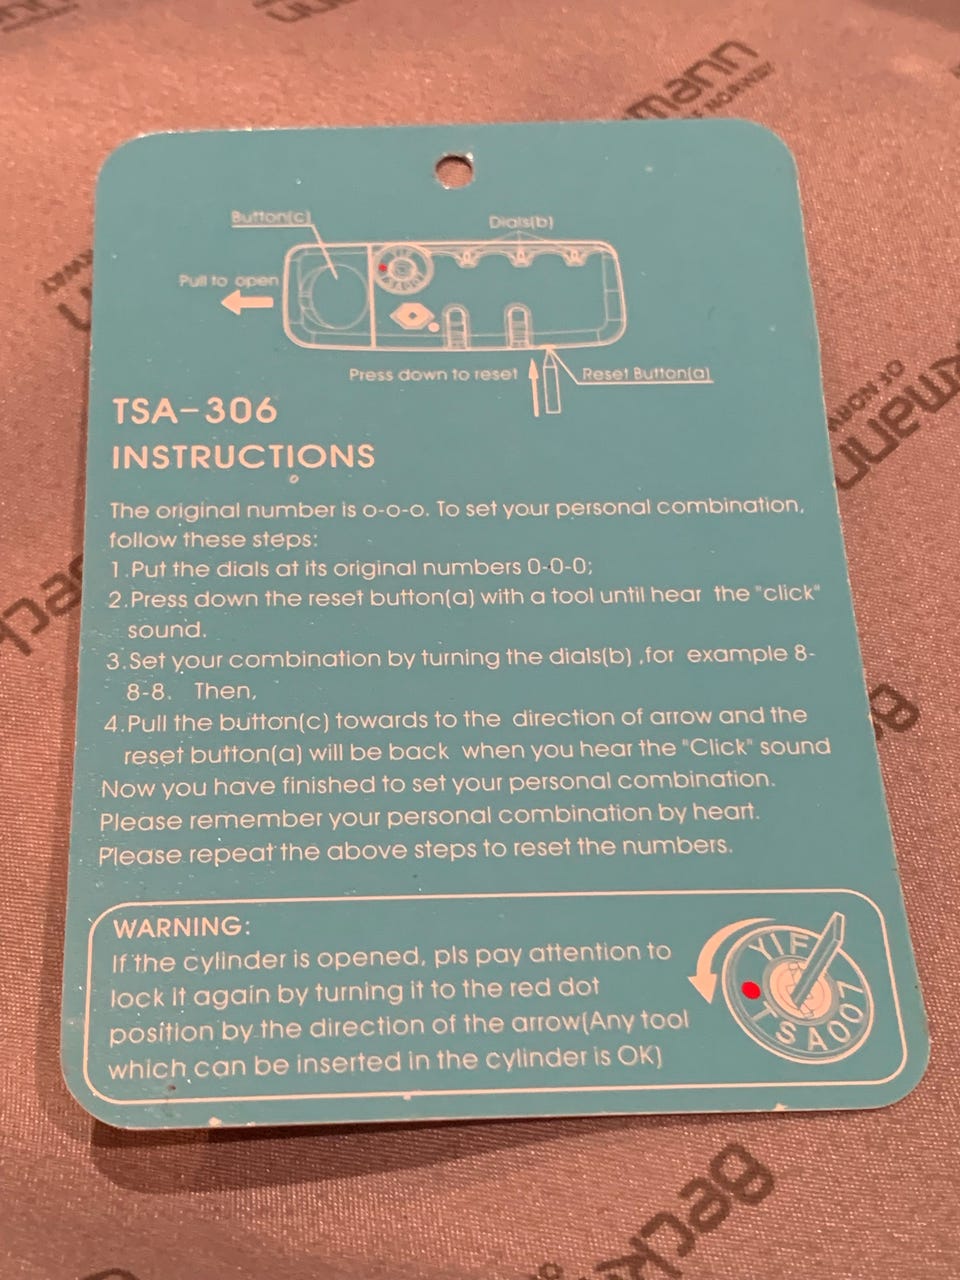 mann
Beckmann
mann
OF NORWAY
Button(c)
Dials(b)
Pull to open
YIF
TSA007
Press down to reset
Reset Button(a)
TSA-306
INSTRUCTIONS
The original number is o-o-o. To set your personal combination,
follow these steps:
1.Put the dials at its original numbers 0-0-0;
2.Press down the reset button(a) with a tool until hear the "click"
sound.
3.Set your combination by turning the dials(b) ,for example 8-
8-8. Then,
4.Pull the button(c) towards to the direction of arrow and the
reset button(a) will be back when you hear the "Click" sound
Now you have finished to set your personal combination.
Please remember your personal combination by heart.
Please repeat the above steps to reset the numbers.
WARNING:
If the cylinder is opened, pls pay attention to
lock it again by turning it to the red dot
position by the direction of the arrow(Any tool
which can be inserted in the cylinder is OK)
YIF
TSA007